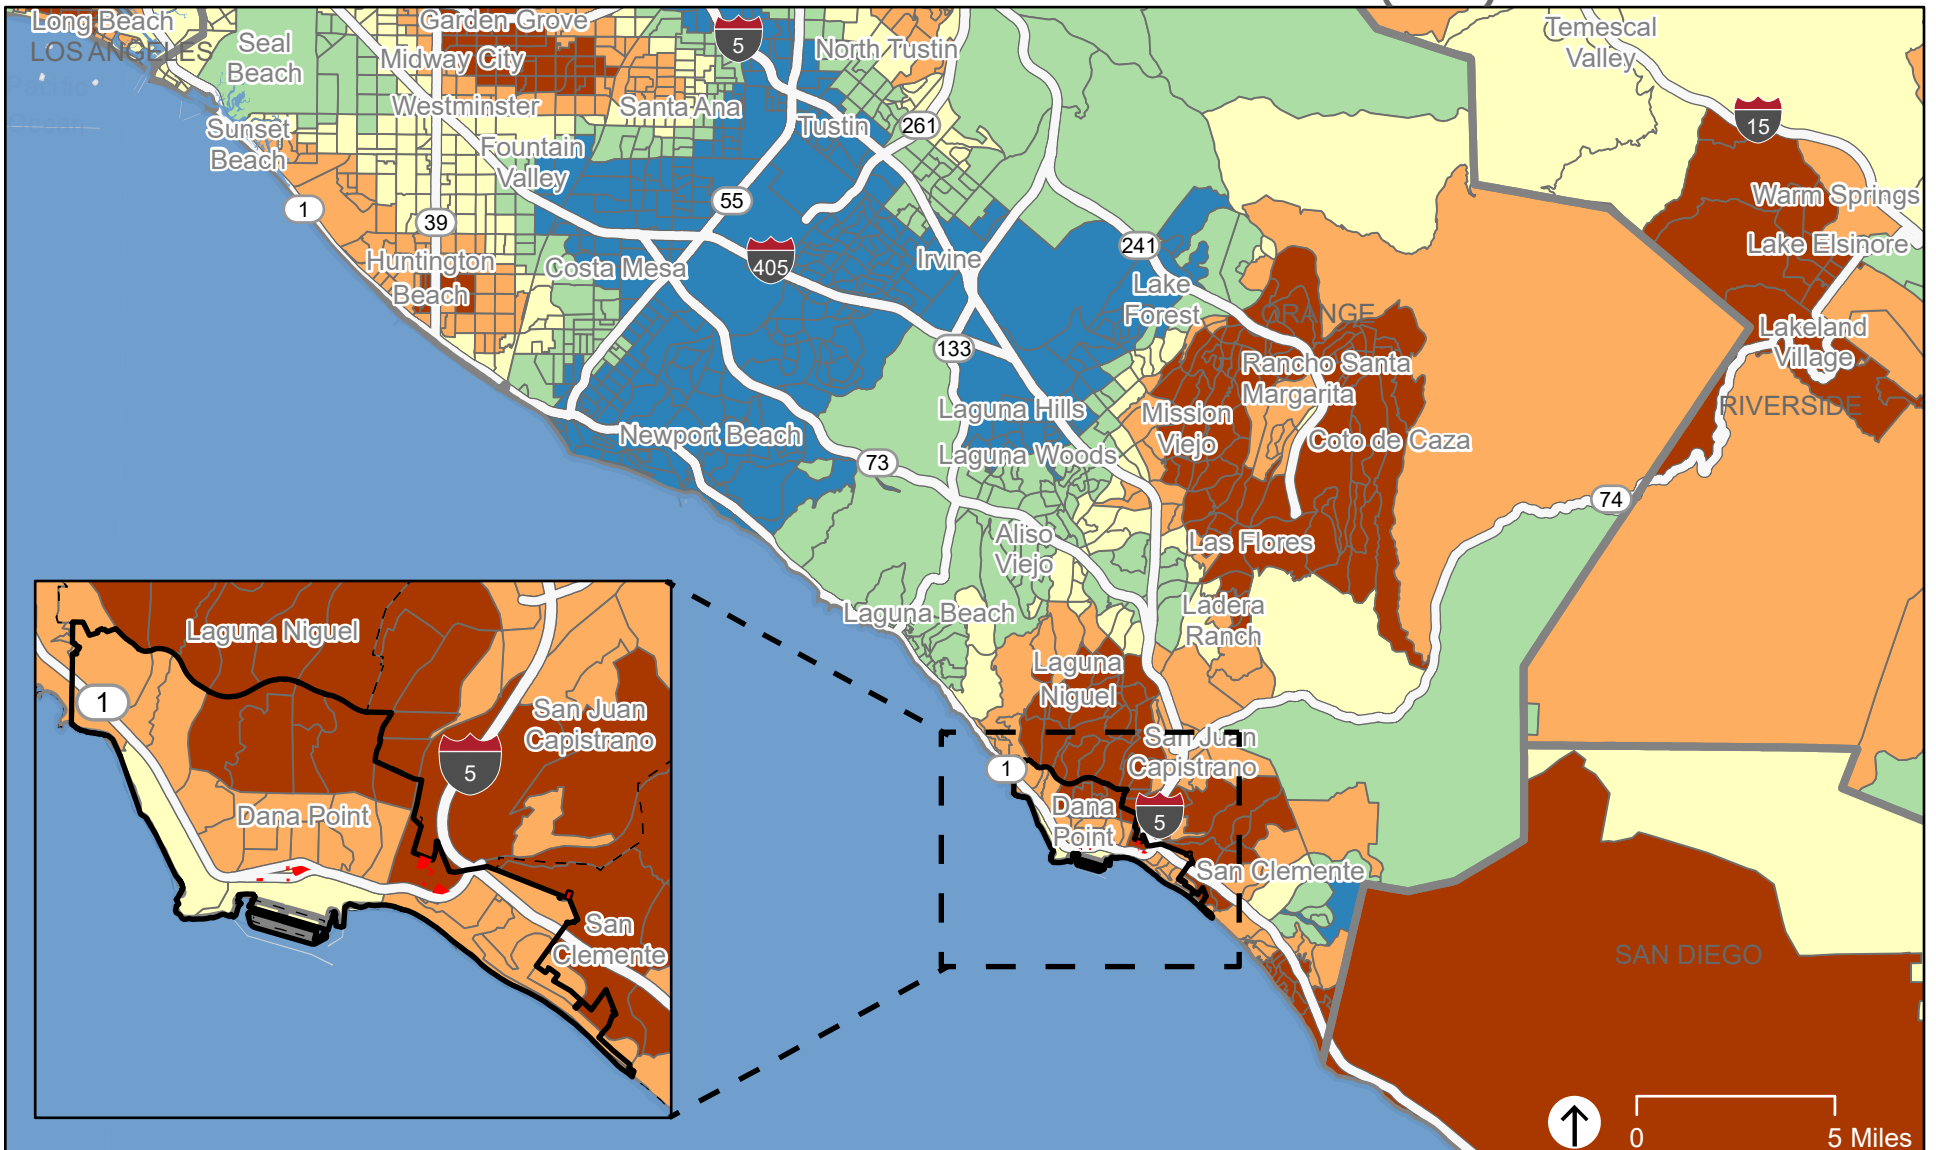 Long Beach
LOS ANGELES
Pacific
Ocean
Seal
Beach
Garden Grove
Midway City
Westminster
Santa Ana
5
North Tustin
Tustin
261
Temescal
Valley
15
Sunset
Beach
Fountain
Valley
1
39
55
405
Huntington
Beach
Costa Mesa
Irvine
241
Lake
Forest
ORANGE
Warm Springs
Lake Elsinore
Lakeland
Village
RIVERSIDE
133
Rancho Santa
Margarita
Laguna Hills
Mission
Viejo
Coto de Caza
Newport Beach
Laguna Woods
73
74
Aliso
Viejo
Las Flores
Laguna Beach
Ladera
Ranch
Laguna
Niguel
San Juan
Capistrano
1
Dana
Point
5
San Clemente
SAN DIEGO
Laguna Niguel
1
San Juan
Capistrano
5
Dana Point
San
Clemente
0
5 Miles